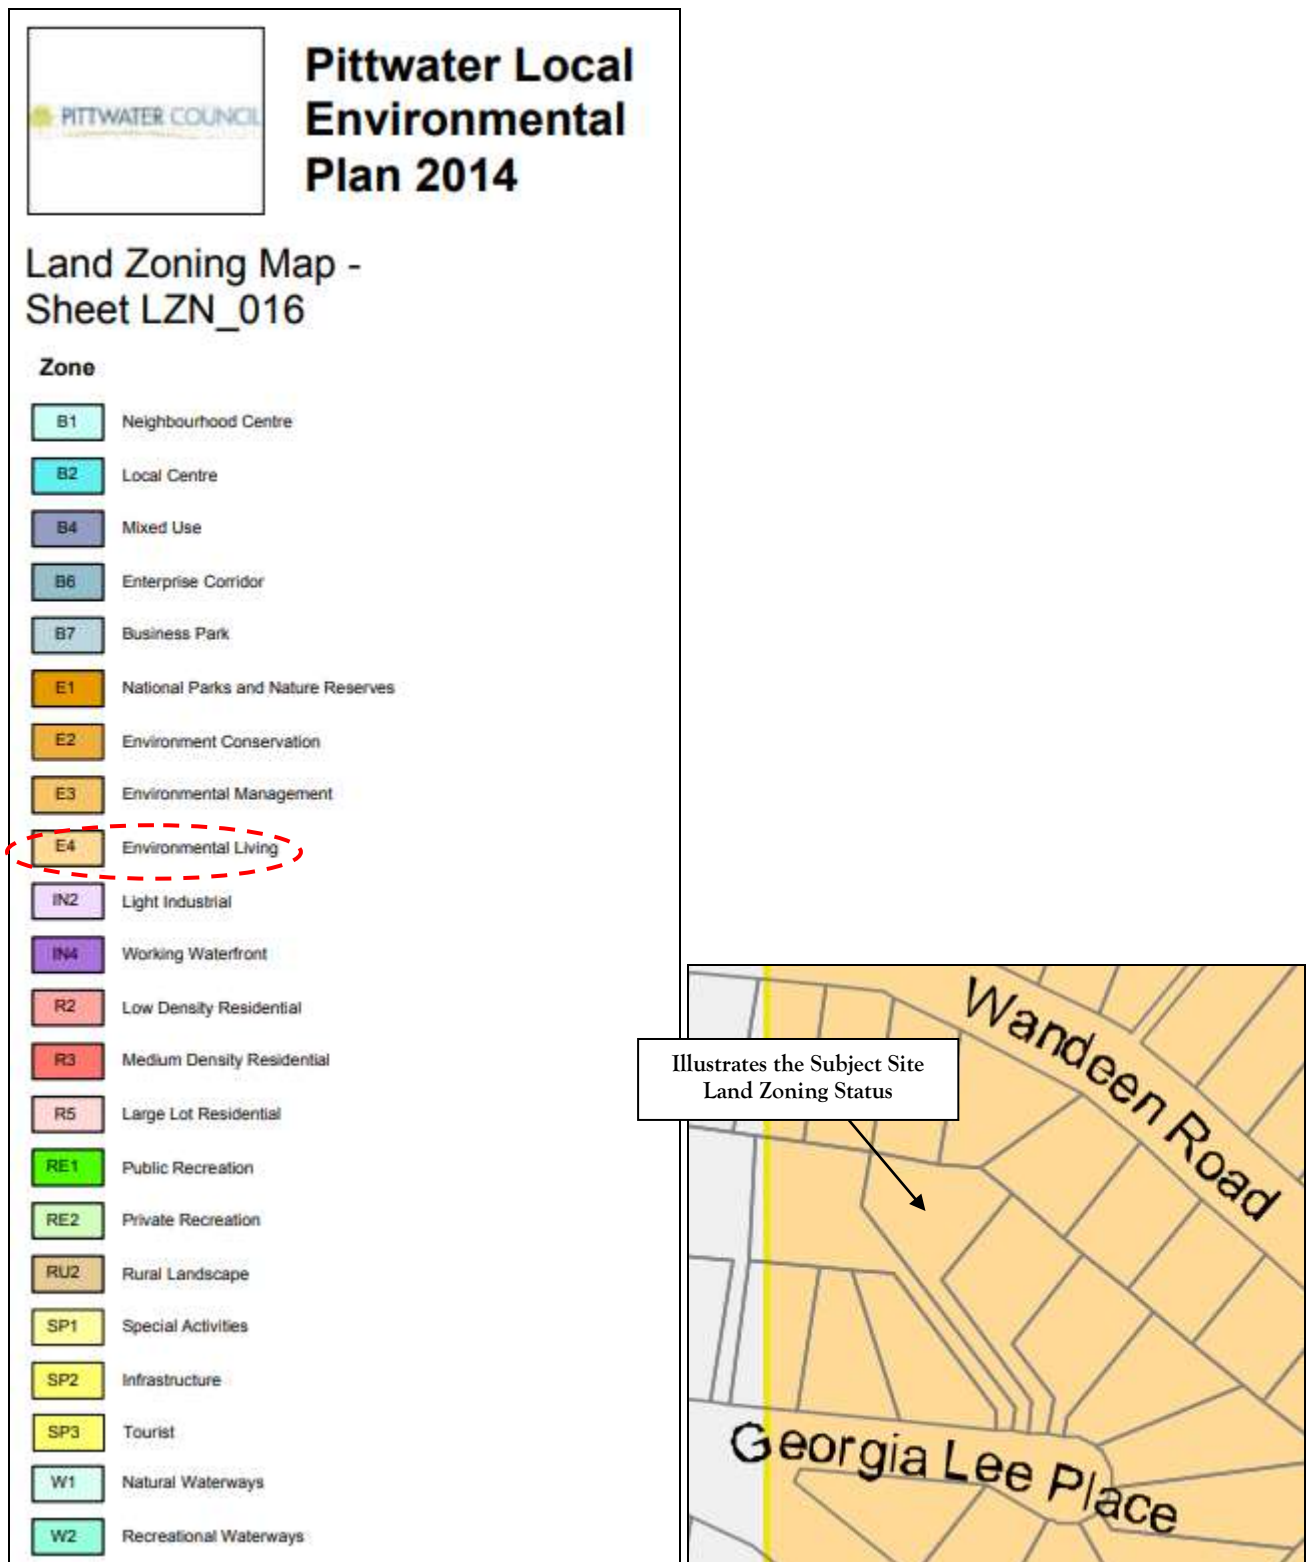 PITTWATER COUNCIL
Pittwater Local
Environmental
Plan 2014
Land Zoning Map -
Sheet LZN_016
Zone
B1 Neighbourhood Centre
B2 Local Centre
B4 Mixed Use
B6 Enterprise Corridor
B7 Business Park
E1 National Parks and Nature Reserves
E2 Environment Conservation
E3 Environmental Management
E4 Environmental Living
IN2 Light Industrial
IN4 Working Waterfront
R2 Low Density Residential
R3 Medium Density Residential
R5 Large Lot Residential
RE1 Public Recreation
RE2 Private Recreation
RU2 Rural Landscape
SP1 Special Activities
SP2 Infrastructure
SP3 Tourist
W1 Natural Waterways
W2 Recreational Waterways
Illustrates the Subject Site
Land Zoning Status
Wandeen Road
Georgia Lee Place